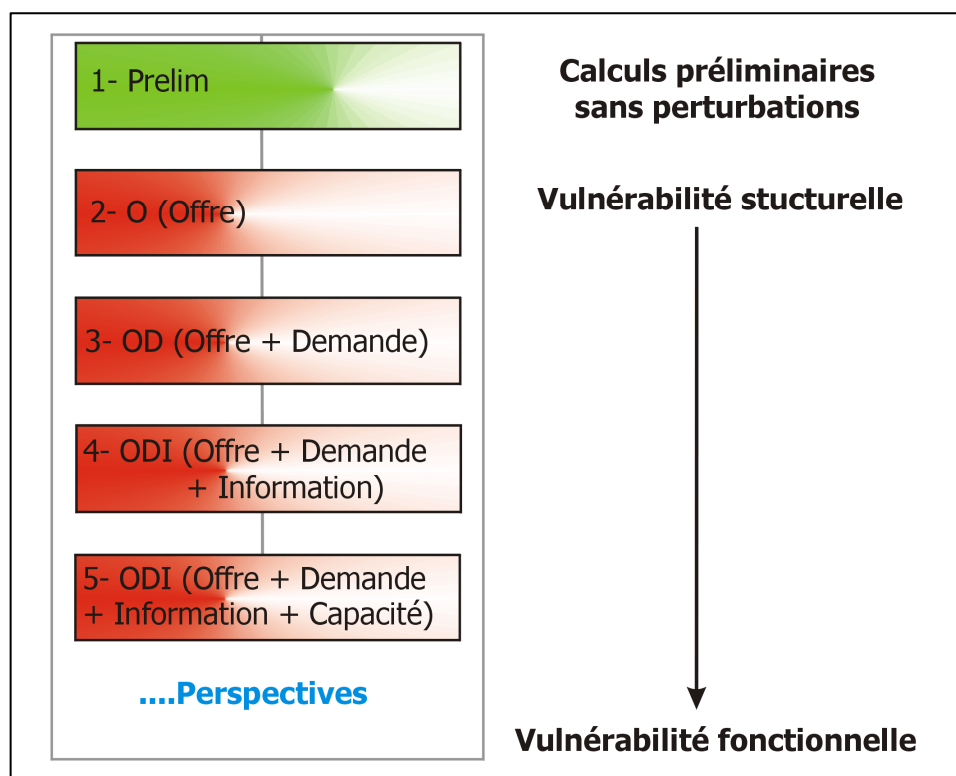 1- Prelim
Calculs préliminaires
sans perturbations
2- O (Offre)
Vulnérabilité stucturelle
3- OD (Offre + Demande)
4- ODI (Offre + Demande
+ Information)
5- ODI (Offre + Demande
+ Information + Capacité)
....Perspectives
Vulnérabilité fonctionnelle